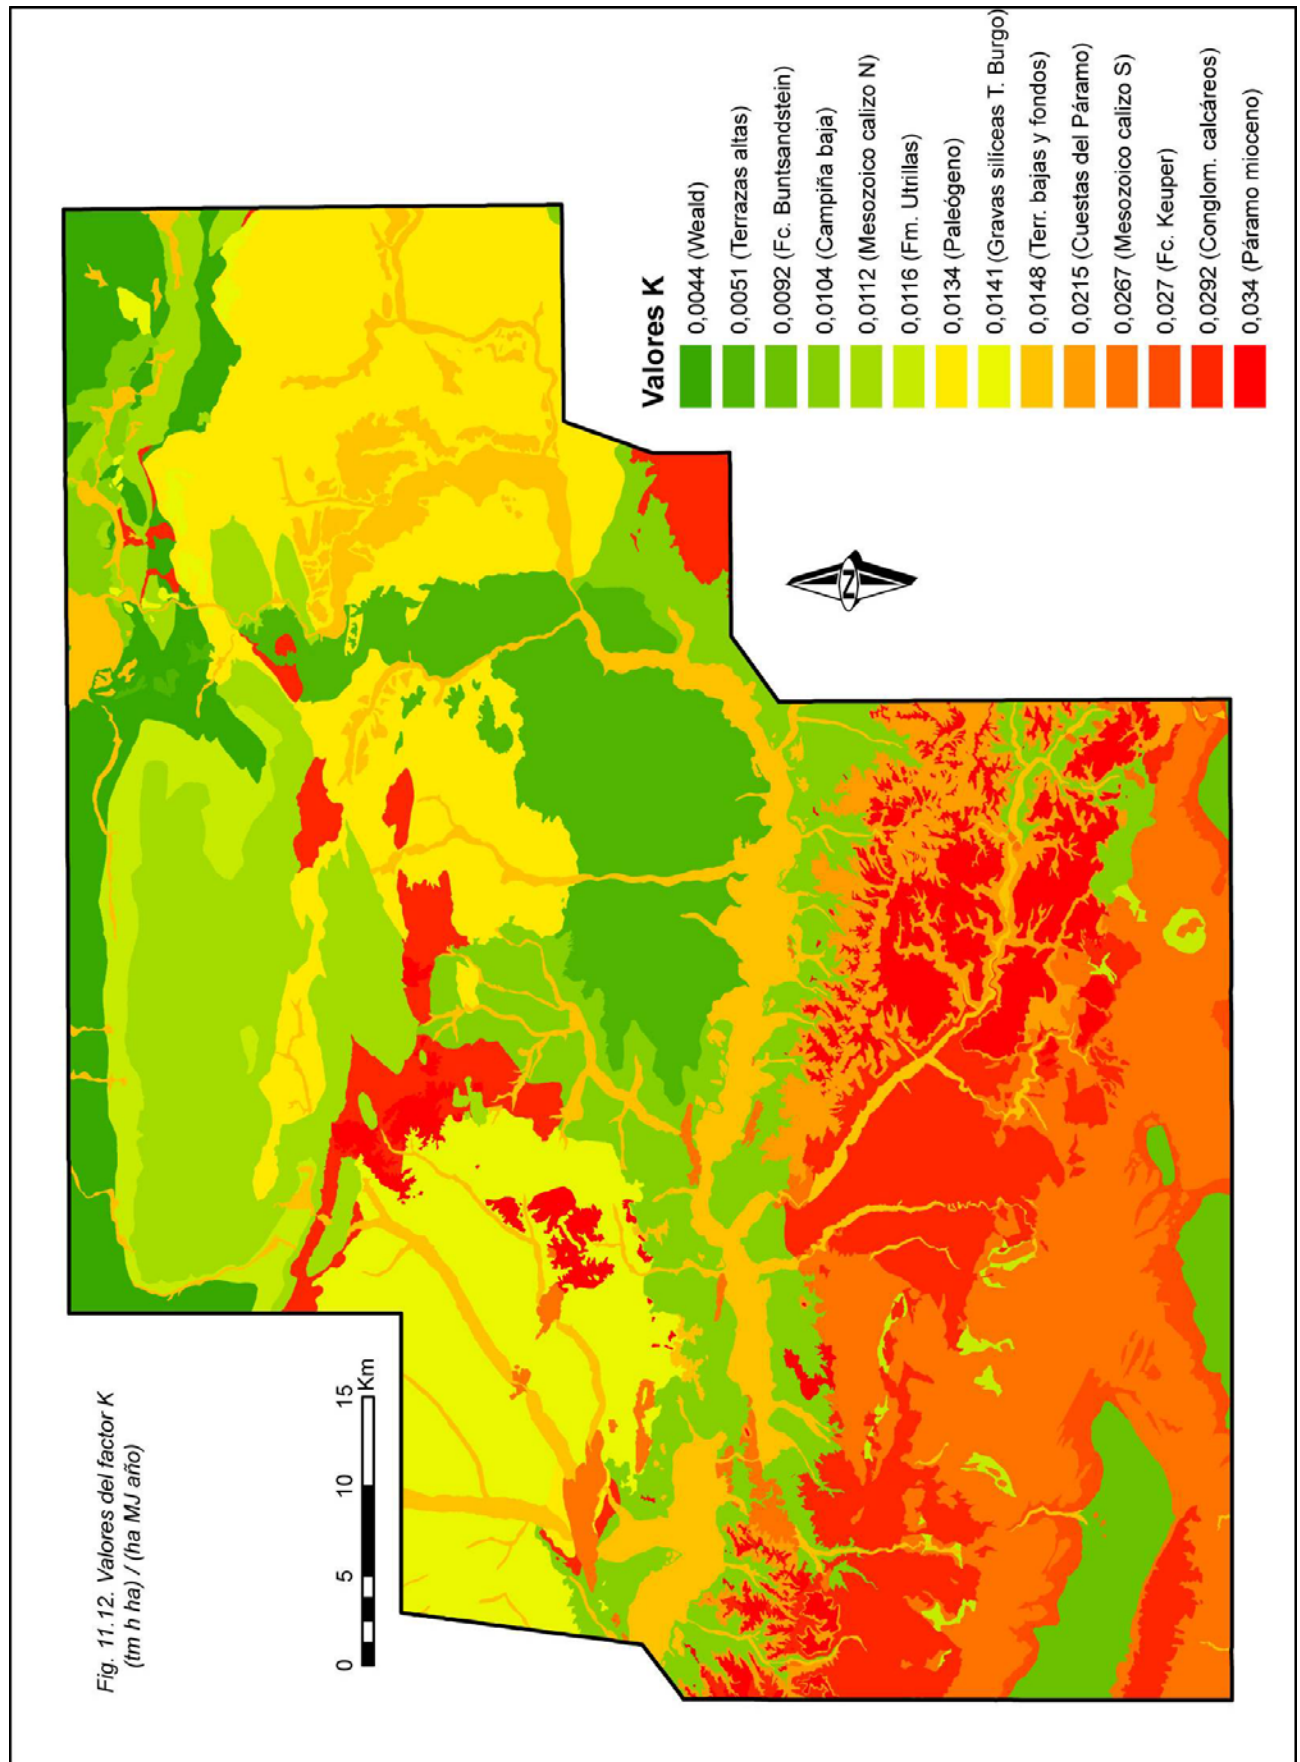 Fig. 11.12. Valores del factor K
(tm h ha) / (ha MJ año)
0 5 10 15
Km
N
Valores K
0,0044 (Weald)
0,0051 (Terrazas altas)
0,0092 (Fc. Buntsandstein)
0,0104 (Campiña baja)
0,0112 (Mesozoico calizo N)
0,0116 (Fm. Utrillas)
0,0134 (Paleógeno)
0,0141 (Gravas silíceas T. Burgo)
0,0148 (Terr. bajas y fondos)
0,0215 (Cuestas del Páramo)
0,0267 (Mesozoico calizo S)
0,027 (Fc. Keuper)
0,0292 (Conglom. calcáreos)
0,034 (Páramo mioceno)